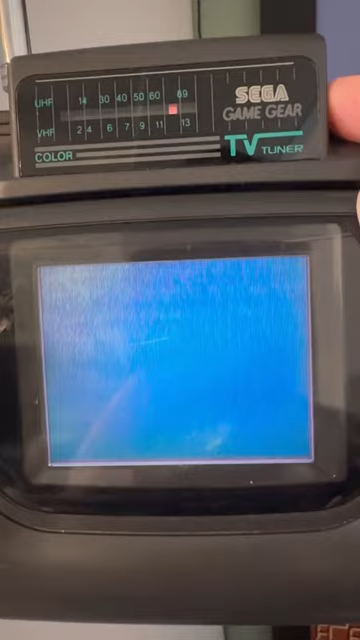 UHF 14 30 40 50 60 69
VHF 2 4 6 7 9 11 13
COLOR
SEGA
GAME GEAR
TV TUNER